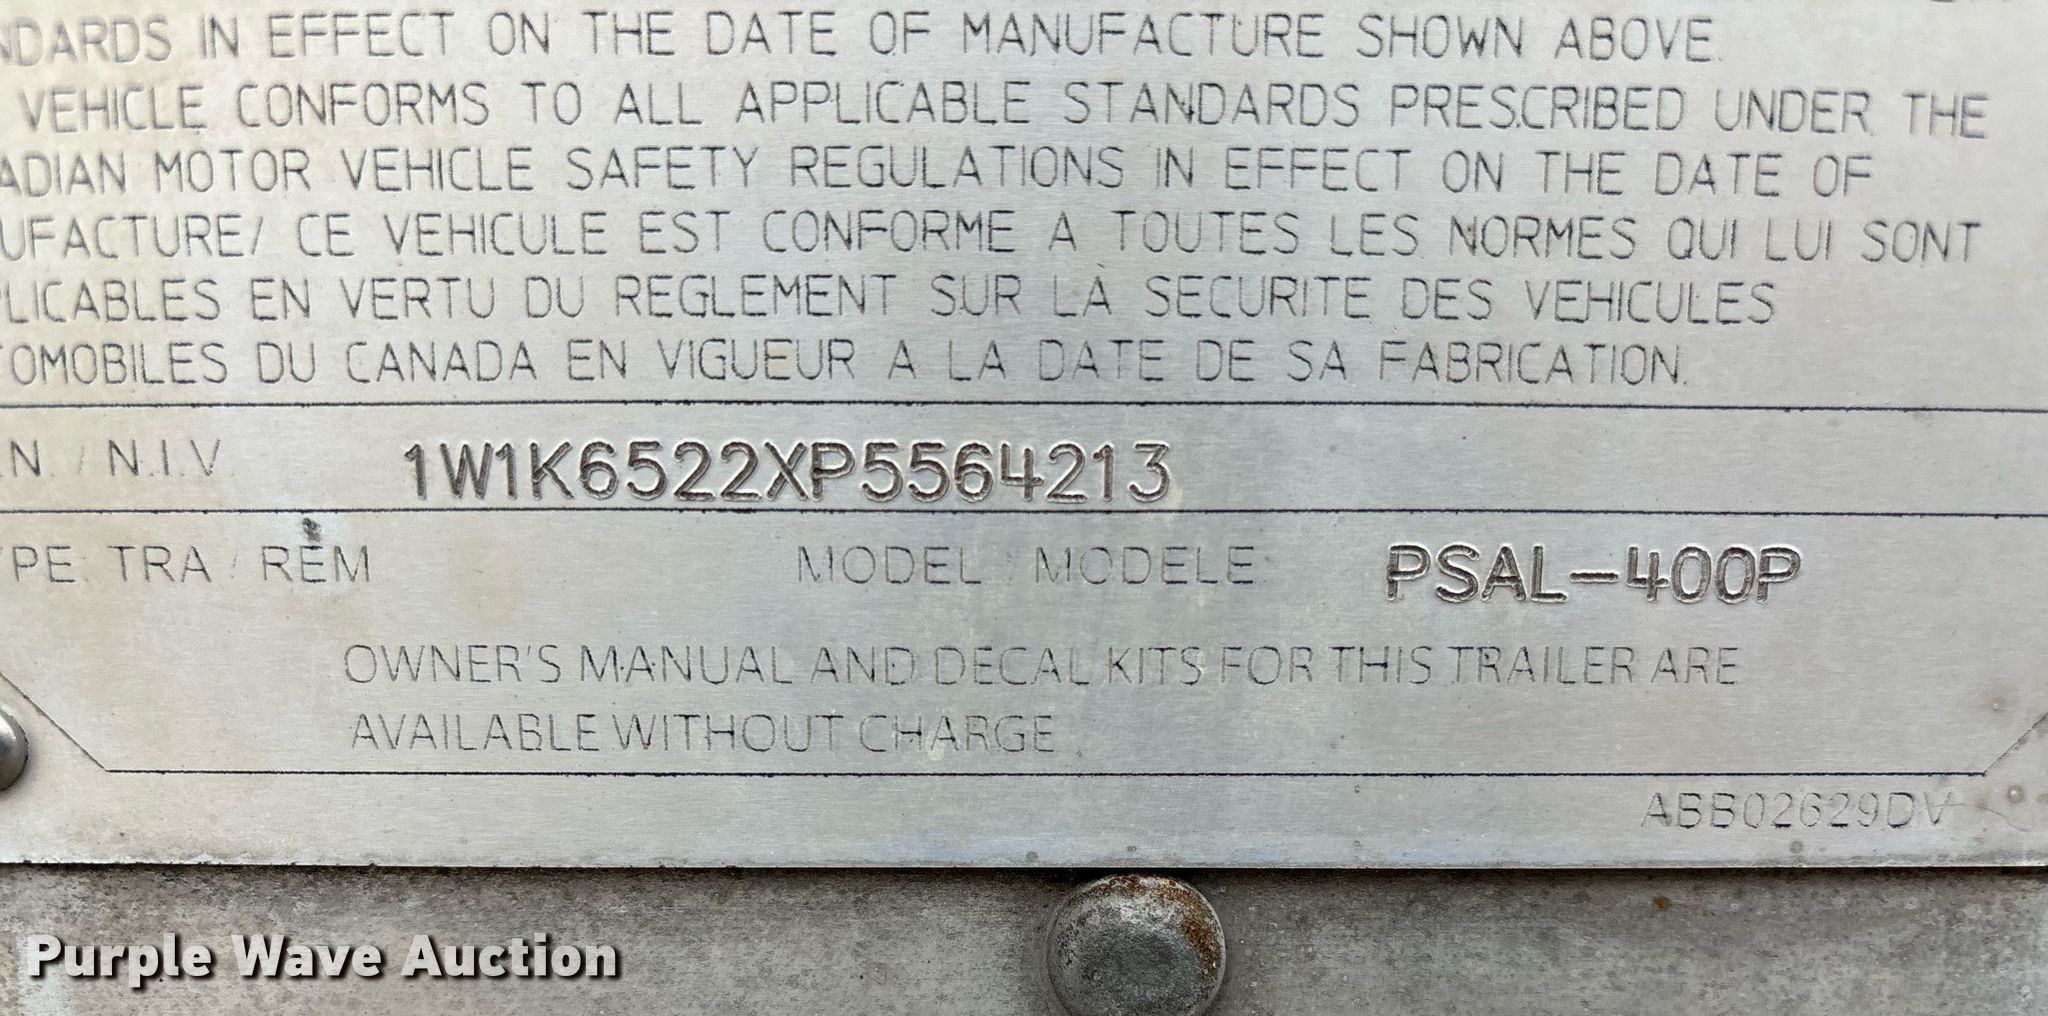 NDARDS IN EFFECT ON THE DATE OF MANUFACTURE SHOWN ABOVE.
VEHICLE CONFORMS TO ALL APPLICABLE STANDARDS PRESCRIBED UNDER THE
ADIAN MOTOR VEHICLE SAFETY REGULATIONS IN EFFECT ON THE DATE OF
UFACTURE/ CE VEHICULE EST CONFORME A TOUTES LES NORMES QUI LUI SONT
PLICABLES EN VERTU DU REGLEMENT SUR LA SECURITE DES VEHICULES
TOMOBILES DU CANADA EN VIGUEUR A LA DATE DE SA FABRICATION.
.N. / N.I.V. 1W1K6522XP5564213
YPE: TRA / REM MODEL / MODELE: PSAL-400P
OWNER'S MANUAL AND DECAL KITS FOR THIS TRAILER ARE
AVAILABLE WITHOUT CHARGE
ABB02629DV
Purple Wave Auction